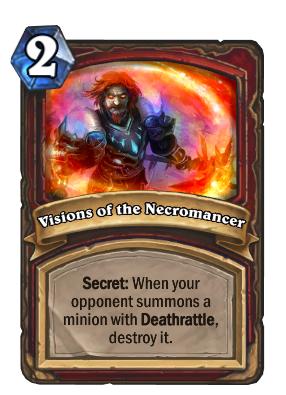 2
Visions of the Necromancer
Secret: When your
opponent summons a
minion with Deathrattle,
destroy it.